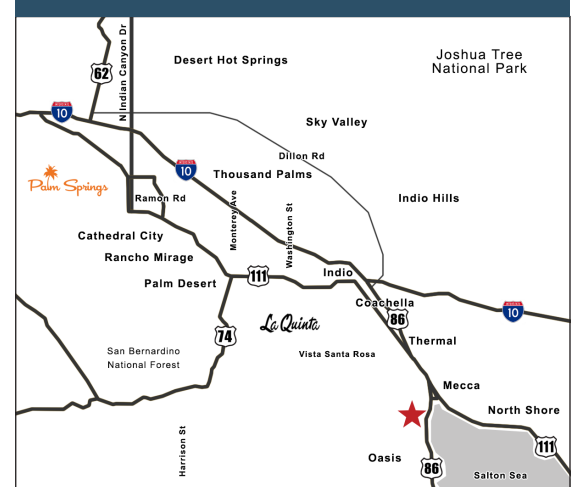 N Indian Canyon Dr
Desert Hot Springs
Joshua Tree
National Park
62
10
Sky Valley
Dillon Rd
10
Thousand Palms
Palm Springs
Ramon Rd
Monterey Ave
Indio Hills
Washington St
Cathedral City
Rancho Mirage
Indio
111
Palm Desert
Coachella
10
86
La Quinta
74
Thermal
San Bernardino
National Forest
Vista Santa Rosa
Mecca
North Shore
Harrison St
111
Oasis
86
Salton Sea